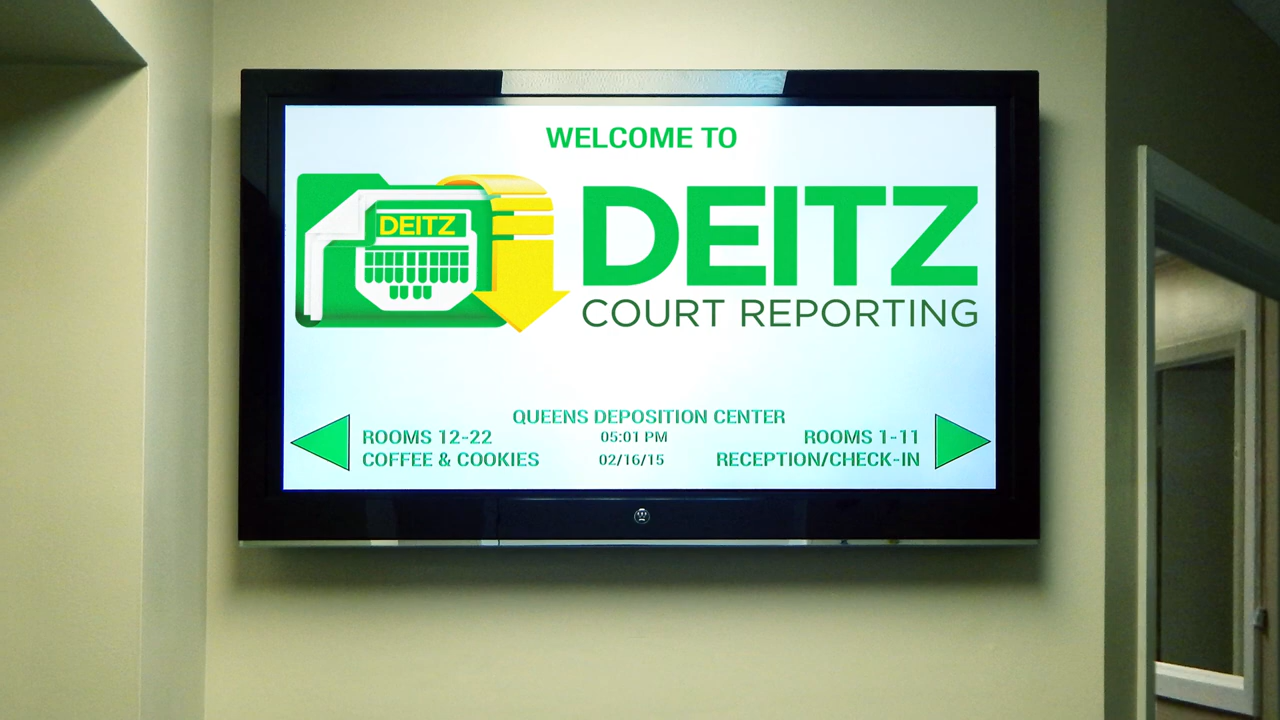 WELCOME TO
DEITZ
DEITZ
COURT REPORTING
QUEENS DEPOSITION CENTER
ROOMS 12-22
05:01 PM
ROOMS 1-11
COFFEE & COOKIES
02/16/15
RECEPTION/CHECK-IN